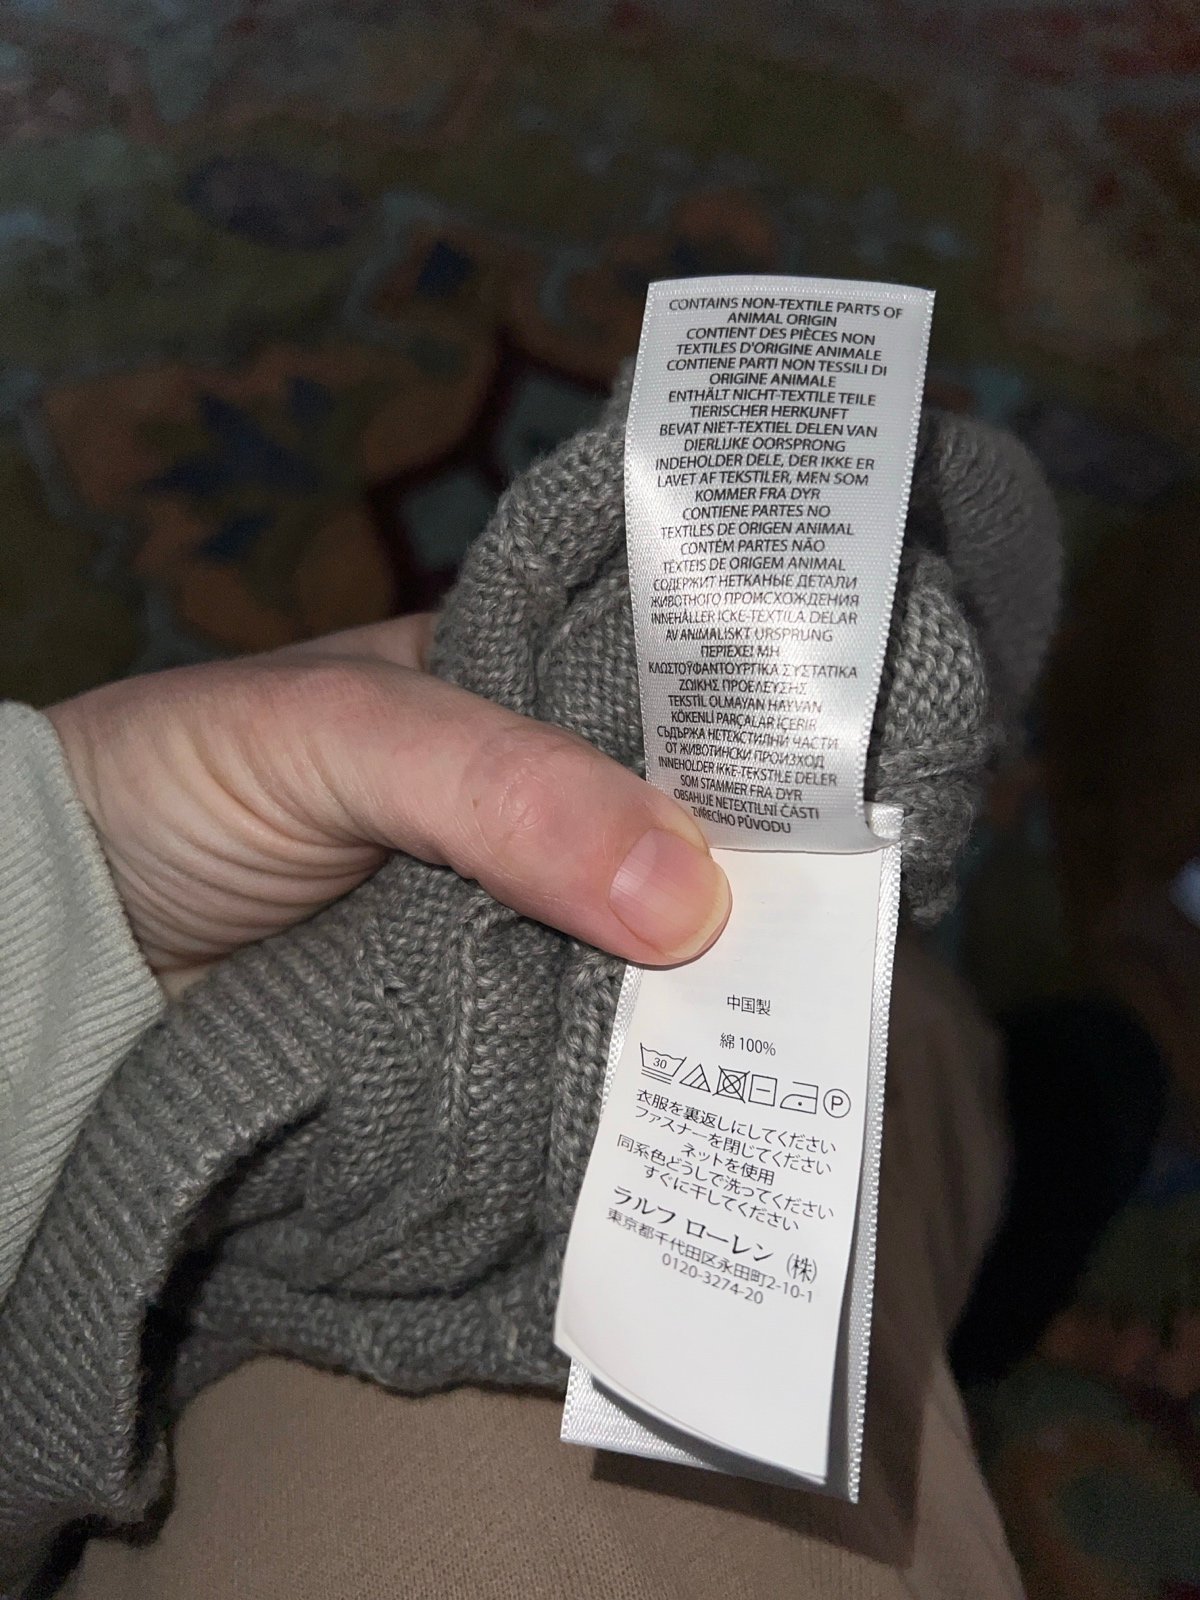 CONTAINS NON-TEXTILE PARTS OF
ANIMAL ORIGIN
CONTIENT DES PIÈCES NON
TEXTILES D'ORIGINE ANIMALE
CONTIENE PARTI NON TESSILI DI
ORIGINE ANIMALE
ENTHÄLT NICHT-TEXTILE TEILE
TIERISCHER HERKUNFT
BEVAT NIET-TEXTIEL DELEN VAN
DIERLIJKE OORSPRONG
INDEHOLDER DELE, DER IKKE ER
LAVET AF TEKSTILER, MEN SOM
KOMMER FRA DYR
CONTIENE PARTES NO
TEXTILES DE ORIGEN ANIMAL
CONTÉM PARTES NÃO
TÊXTEIS DE ORIGEM ANIMAL
СОДЕРЖИТ НЕТКАНЫЕ ДЕТАЛИ
ЖИВОТНОГО ПРОИСХОЖДЕНИЯ
INNEHÅLLER ICKE-TEXTILA DELAR
AV ANIMALISKT URSPRUNG
ΠΕΡΙΕΧΕΙ ΜΗ
ΚΛΩΣΤΟΫΦΑΝΤΟΥΡΓΙΚΑ ΣΥΣΤΑΤΙΚΑ
ΖΩΙΚΗΣ ΠΡΟΕΛΕΥΣΗΣ
TEKSTİL OLMAYAN HAYVAN
KÖKENLİ PARÇALAR İÇERİR
СЪДЪРЖА НЕТЕКСТИЛНИ ЧАСТИ
ОТ ЖИВОТИНСКИ ПРОИЗХОД
INNEHOLDER IKKE-TEKSTILE DELER
SOM STAMMER FRA DYR
OBSAHUJE NETEXTILNÍ ČÁSTI
ZVÍŘECÍHO PŮVODU
中国製
綿 100%
30 P
衣服を裏返しにしてください
ファスナーを閉じてください
ネットを使用
同系色どうしで洗ってください
すぐに干してください
ラルフ ローレン (株)
東京都千代田区永田町2-10-1
0120-3274-20